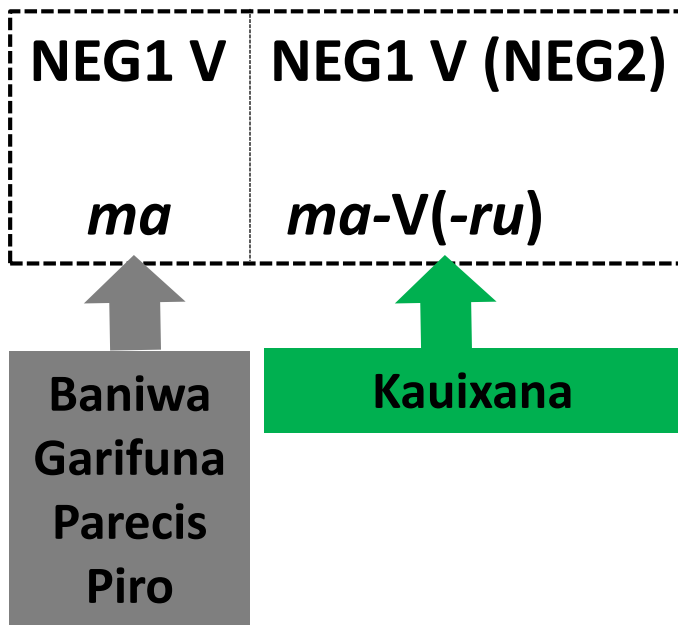 NEG1 V
NEG1 V (NEG2)
ma
ma-V(-ru)
Baniwa
Garifuna
Parecis
Piro
Kauixana